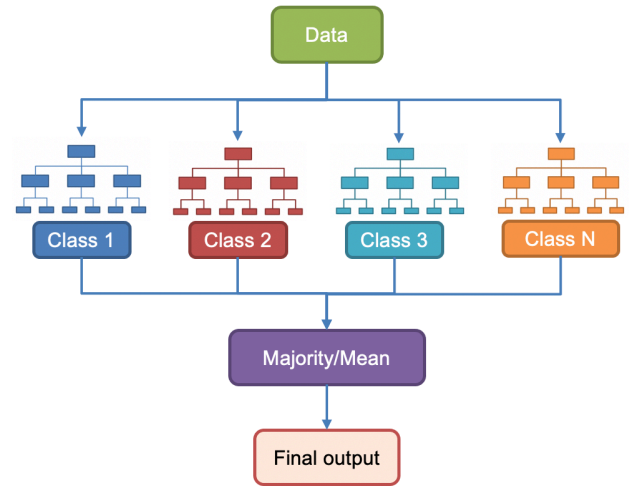 Data
Class 1
Class 2
Class 3
Class N
Majority/Mean
Final output